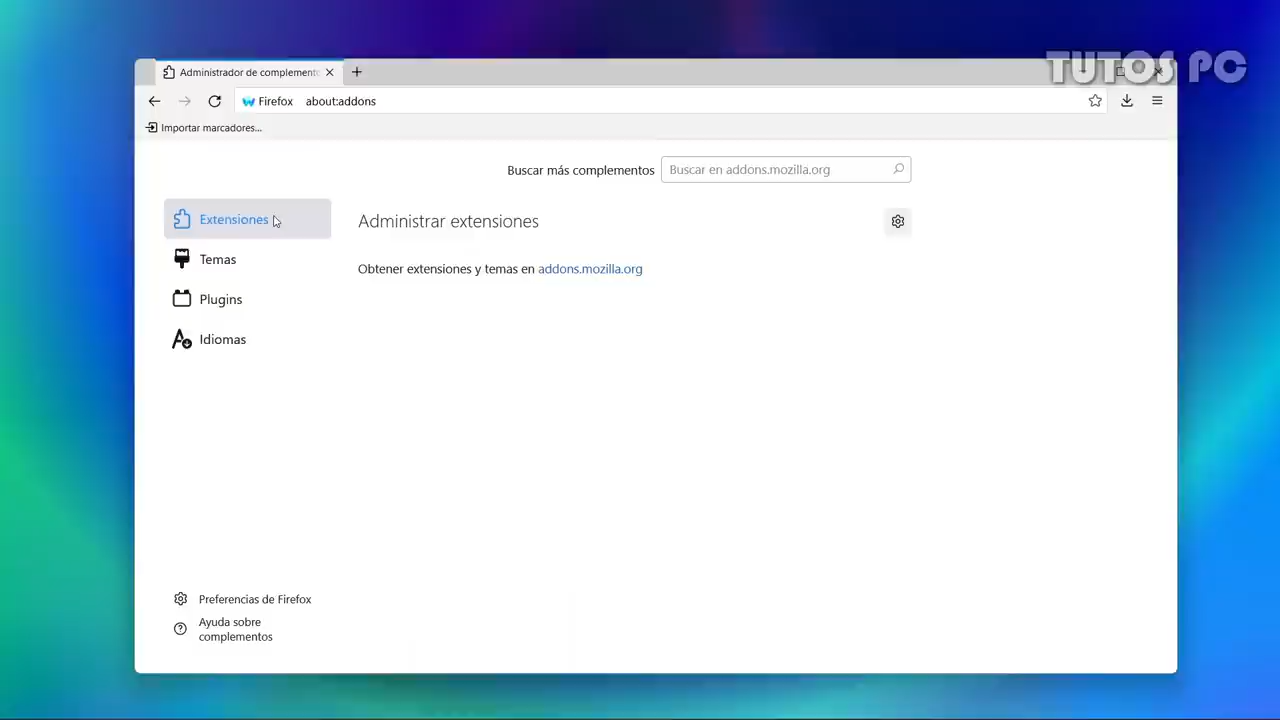 TUTOS PC
Administrador de complement
Firefox about:addons
Importar marcadores...
Buscar más complementos Buscar en addons.mozilla.org
Extensiones
Administrar extensiones
Temas
Obtener extensiones y temas en addons.mozilla.org
Plugins
Idiomas
Preferencias de Firefox
Ayuda sobre
complementos